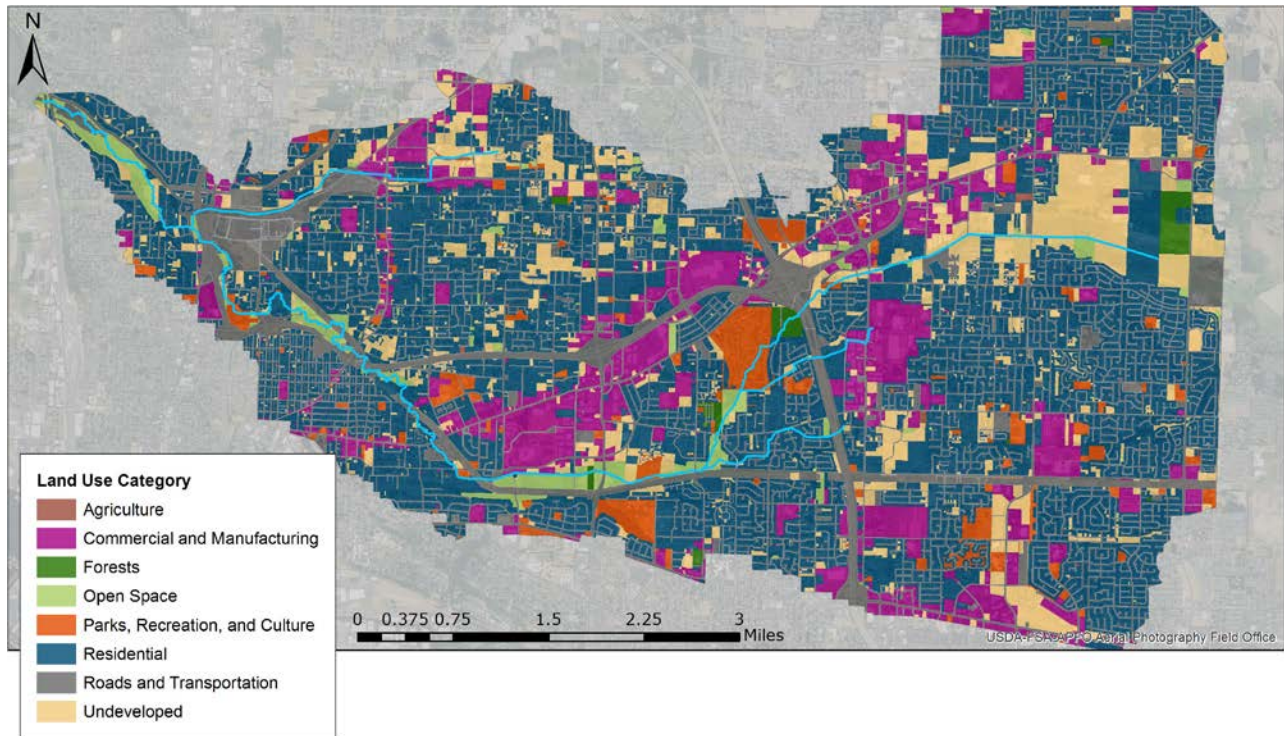 N
Land Use Category
Agriculture
Commercial and Manufacturing
Forests
Open Space
Parks, Recreation, and Culture
Residential
Roads and Transportation
Undeveloped
0 0.375 0.75 1.5 2.25 3
Miles
USDA-FSA-APFO Aerial Photography Field Office